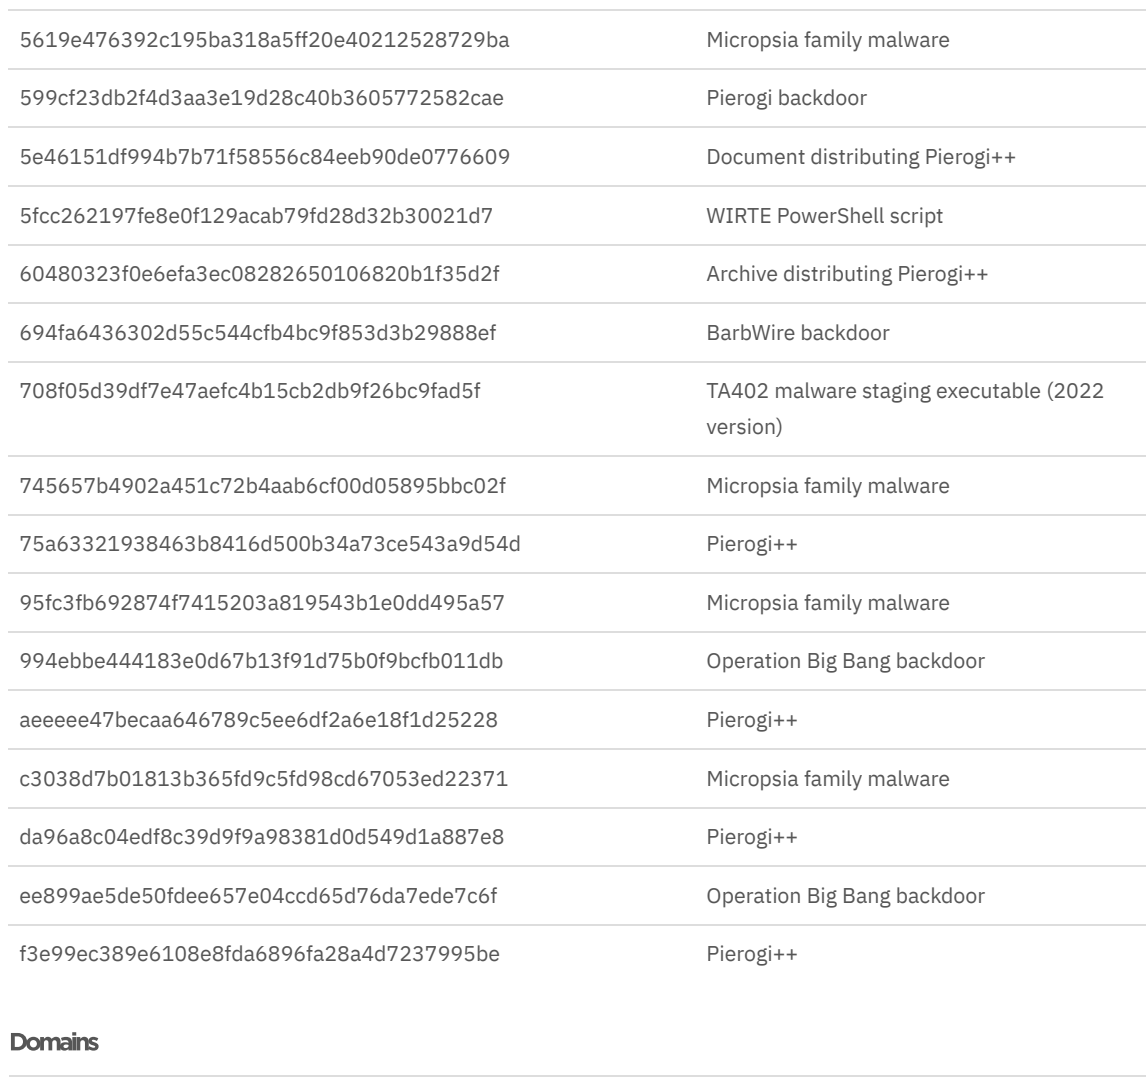 5619e476392c195ba318a5ff20e40212528729ba Micropsia family malware
599cf23db2f4d3aa3e19d28c40b3605772582cae Pierogi backdoor
5e46151df994b7b71f58556c84eeb90de0776609 Document distributing Pierogi++
5fcc262197fe8e0f129acab79fd28d32b30021d7 WIRTE PowerShell script
60480323f0e6efa3ec08282650106820b1f35d2f Archive distributing Pierogi++
694fa6436302d55c544cfb4bc9f853d3b29888ef BarbWire backdoor
708f05d39df7e47aefc4b15cb2db9f26bc9fad5f TA402 malware staging executable (2022
version)
745657b4902a451c72b4aab6cf00d05895bbc02f Micropsia family malware
75a63321938463b8416d500b34a73ce543a9d54d Pierogi++
95fc3fb692874f7415203a819543b1e0dd495a57 Micropsia family malware
994ebbe444183e0d67b13f91d75b0f9bcfb011db Operation Big Bang backdoor
aeeeee47becaa646789c5ee6df2a6e18f1d25228 Pierogi++
c3038d7b01813b365fd9c5fd98cd67053ed22371 Micropsia family malware
da96a8c04edf8c39d9f9a98381d0d549d1a887e8 Pierogi++
ee899ae5de50fdee657e04ccd65d76da7ede7c6f Operation Big Bang backdoor
f3e99ec389e6108e8fda6896fa28a4d7237995be Pierogi++
Domains